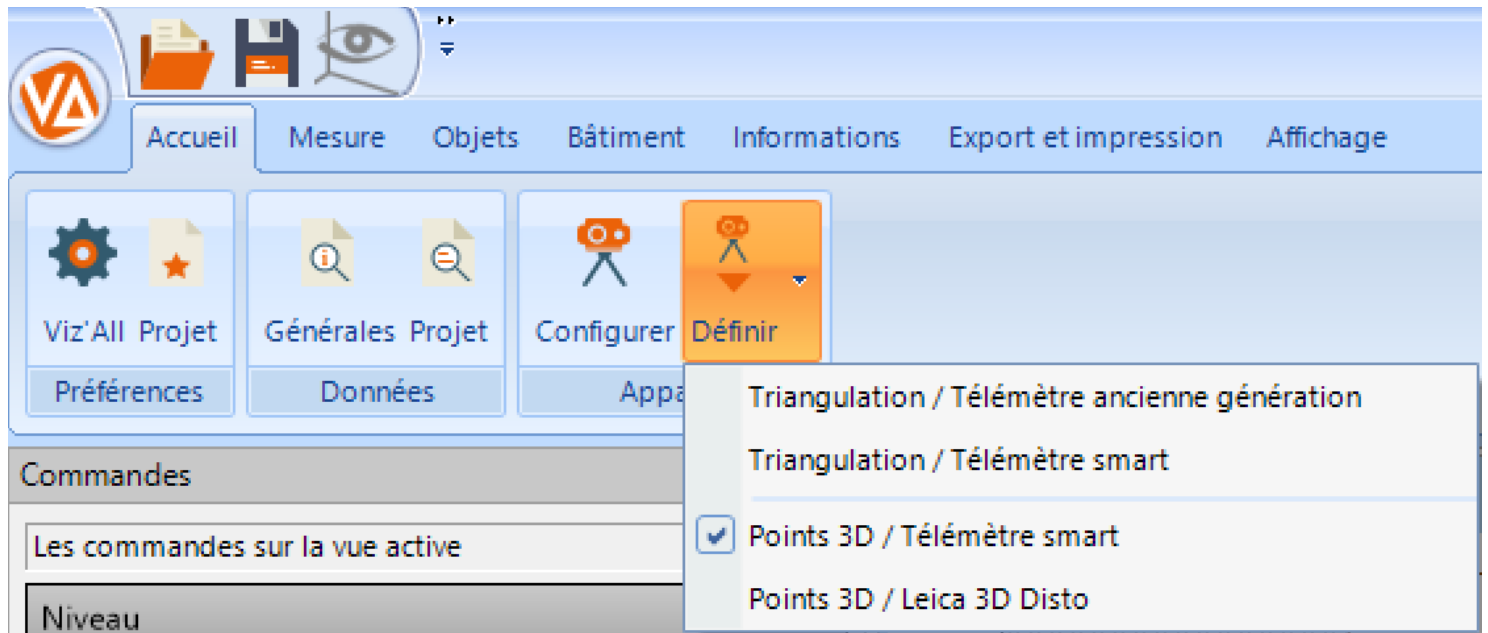 VA
Accueil Mesure Objets Bâtiment Informations Export et impression Affichage
Viz'All Projet Générales Projet Configurer Définir
Préférences Données Appa
Triangulation / Télémètre ancienne génération
Triangulation / Télémètre smart
Points 3D / Télémètre smart
Points 3D / Leica 3D Disto
Commandes
Les commandes sur la vue active
Niveau